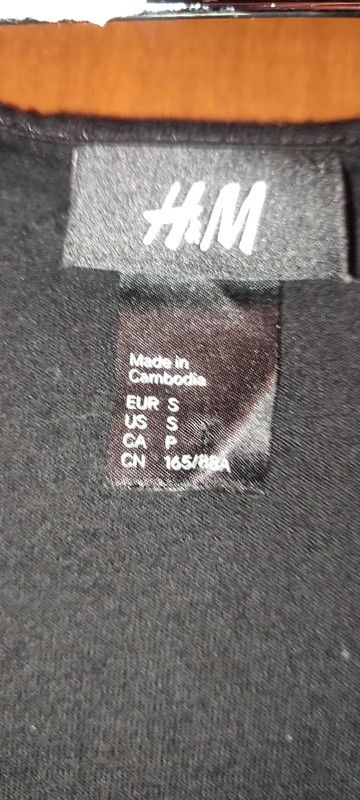 H&M
Made in
Cambodia
EUR S
US S
CA P
CN 165/88A